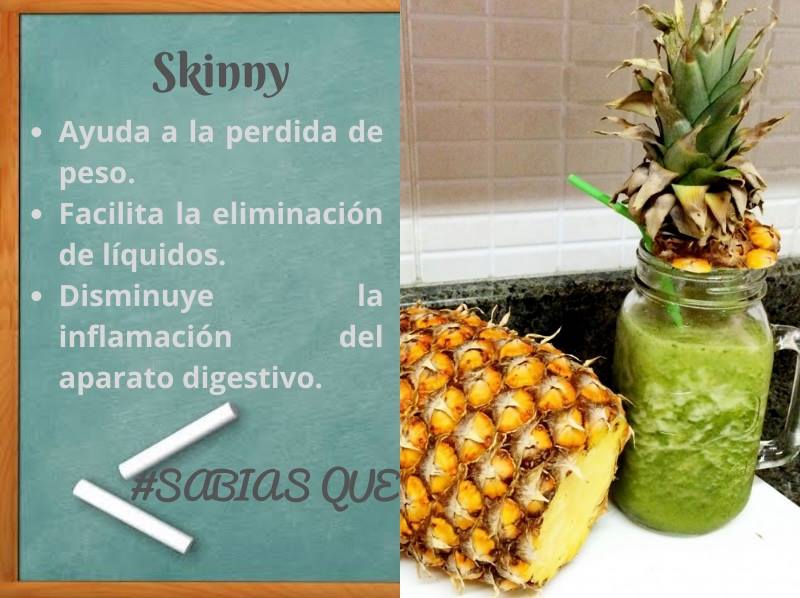 Skinny
• Ayuda a la perdida de
peso.
• Facilita la eliminación
de líquidos.
• Disminuye la
inflamación del
aparato digestivo.
#SABIAS QUE